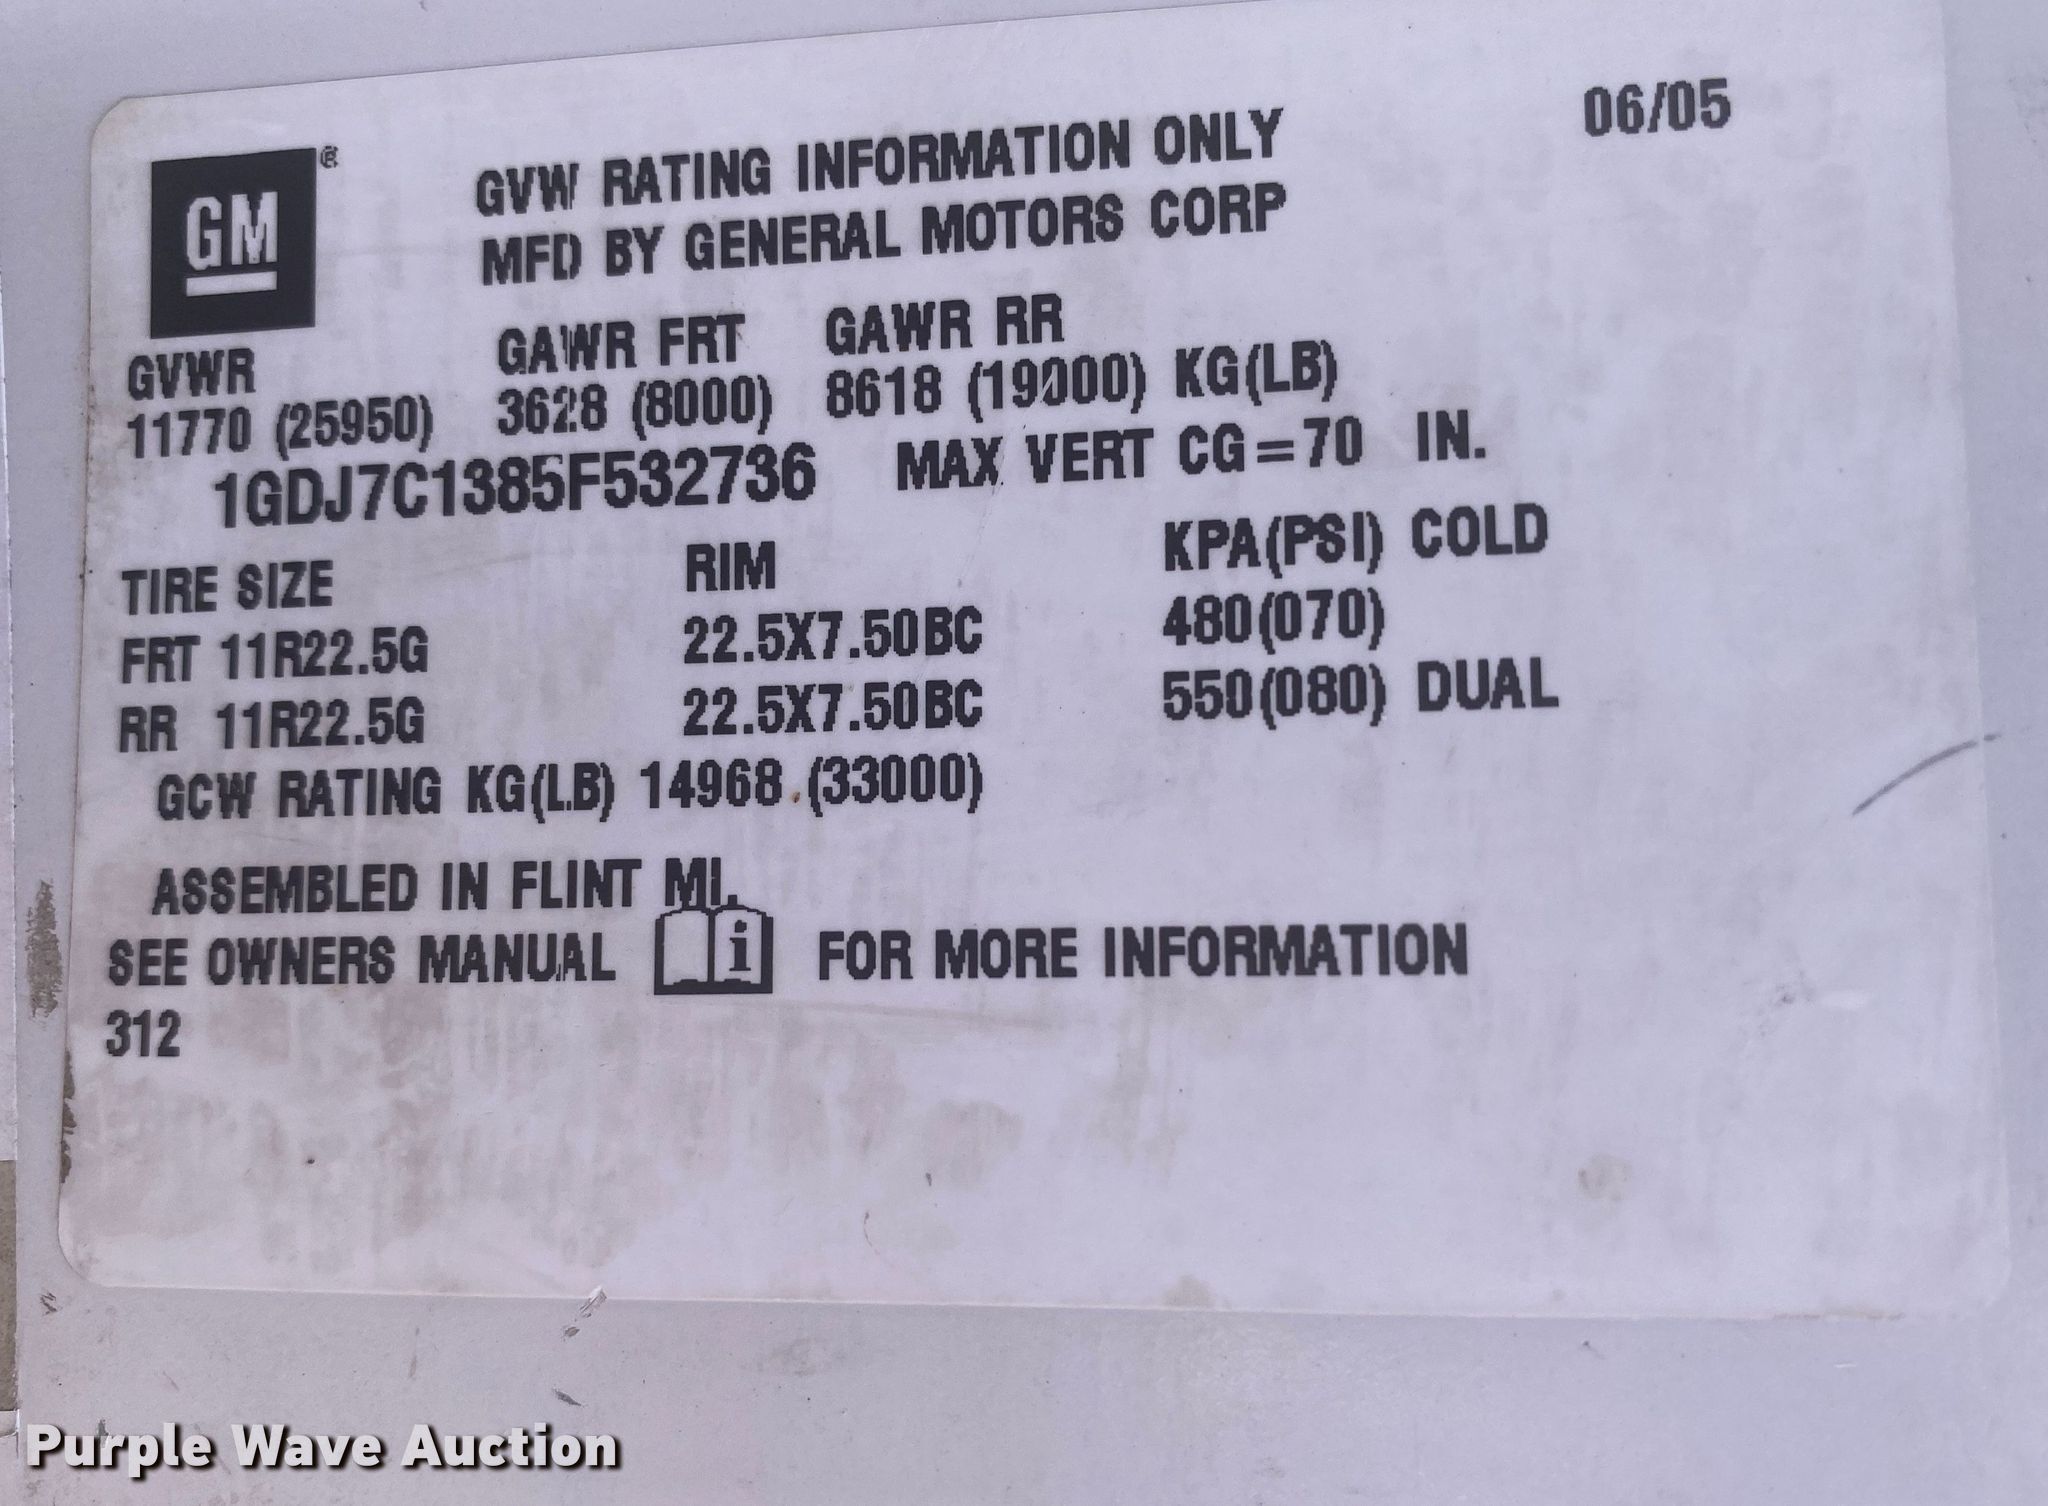 06/05
GM®
GVW RATING INFORMATION ONLY
MFD BY GENERAL MOTORS CORP
GVWR GAWR FRT GAWR RR
11770 (25950) 3628 (8000) 8618 (19000) KG(LB)
1GDJ7C1385F532736 MAX VERT CG=70 IN.
TIRE SIZE RIM KPA(PSI) COLD
FRT 11R22.5G 22.5X7.50BC 480(070)
RR 11R22.5G 22.5X7.50BC 550(080) DUAL
GCW RATING KG(LB) 14968 (33000)
ASSEMBLED IN FLINT MI.
SEE OWNERS MANUAL i FOR MORE INFORMATION
312
Purple Wave Auction